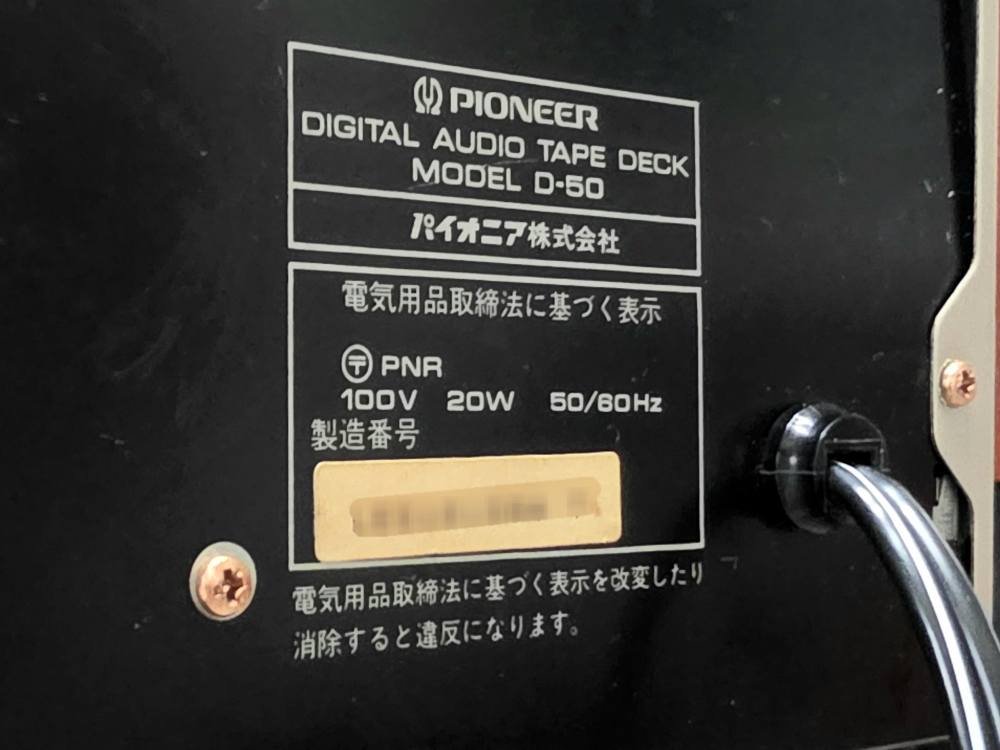 PIONEER
DIGITAL AUDIO TAPE DECK
MODEL D-50
パイオニア株式会社
電気用品取締法に基づく表示
〶 PNR
100V 20W 50/60Hz
製造番号
電気用品取締法に基づく表示を改変したり
消除すると違反になります。